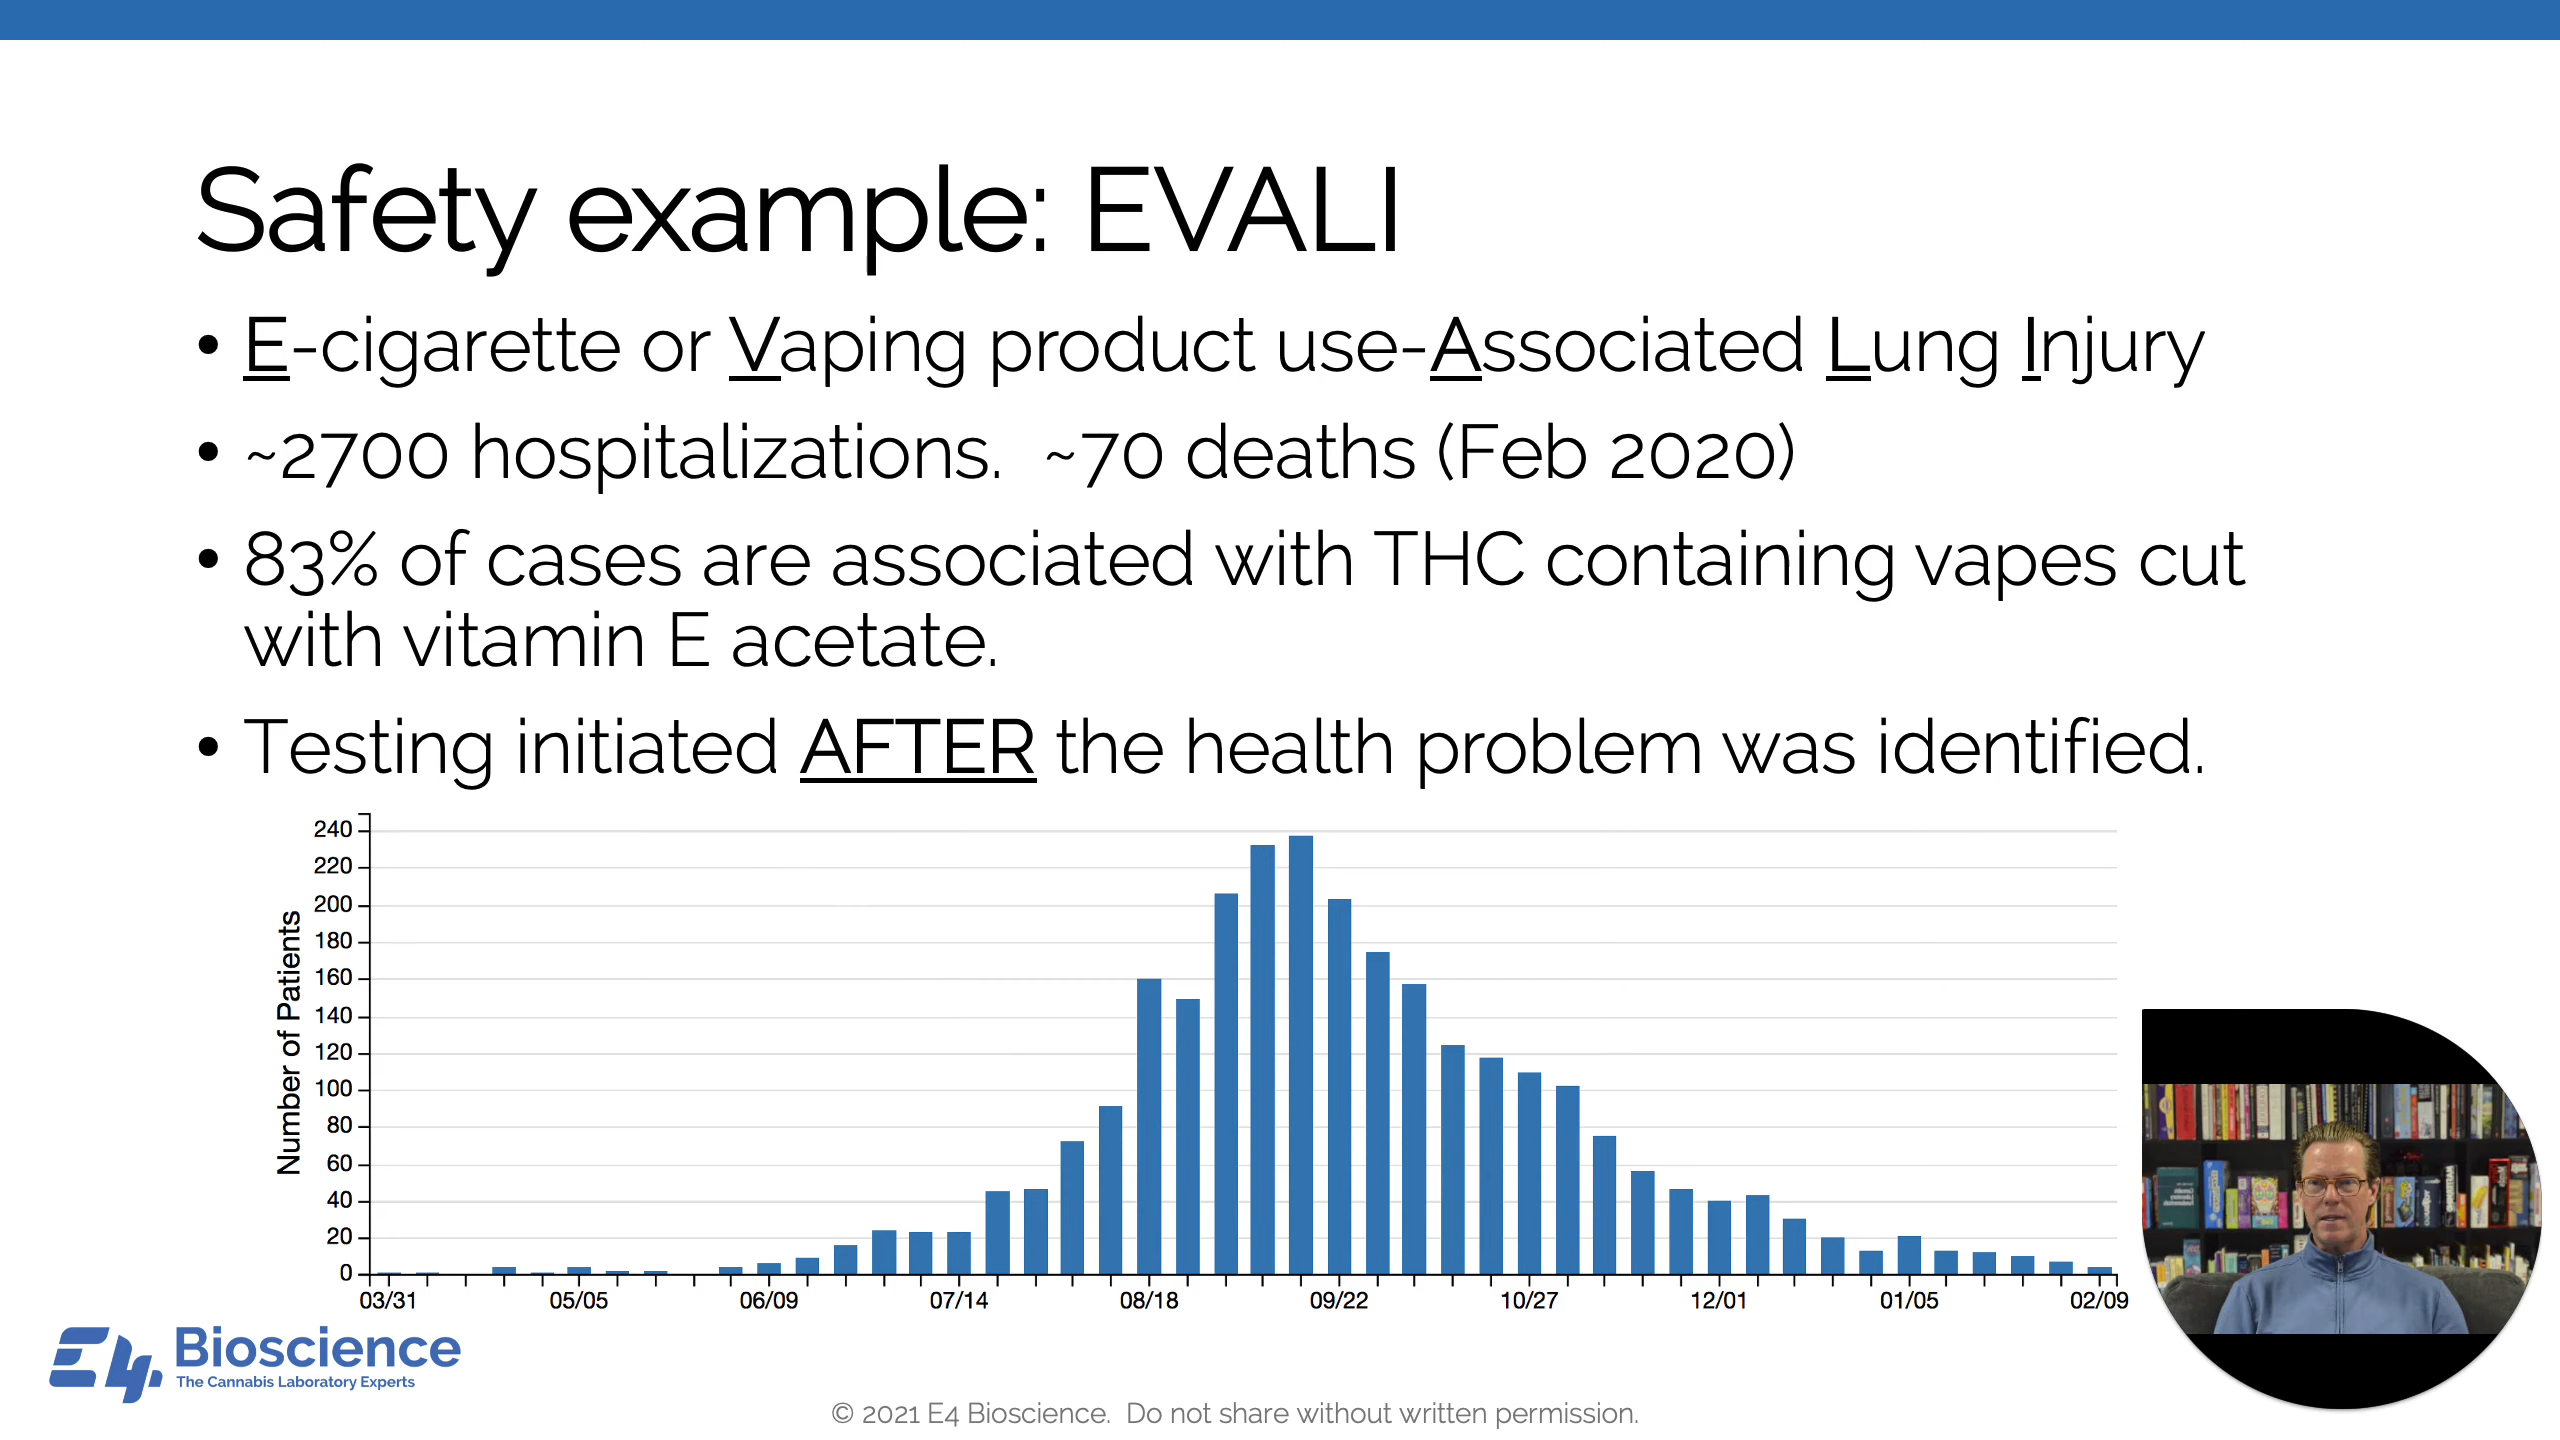 Safety example: EVALI
• E-cigarette or Vaping product use-Associated Lung Injury
• ~2700 hospitalizations.  ~70 deaths (Feb 2020)
• 83% of cases are associated with THC containing vapes cut
with vitamin E acetate.
• Testing initiated AFTER the health problem was identified.
Number of Patients
240
220
200
180
160
140
120
100
80
60
40
20
0
03/31 05/05 06/09 07/14 08/18 09/22 10/27 12/01 01/05 02/09
E4 Bioscience
The Cannabis Laboratory Experts
© 2021 E4 Bioscience.  Do not share without written permission.